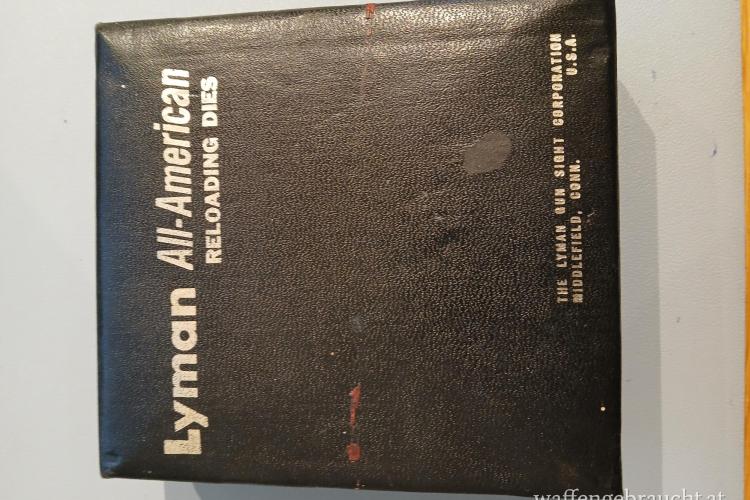 Lyman All-American
RELOADING DIES
THE LYMAN GUN SIGHT CORPORATION
MIDDLEFIELD, CONN. U.S.A.
waffengebraucht.at